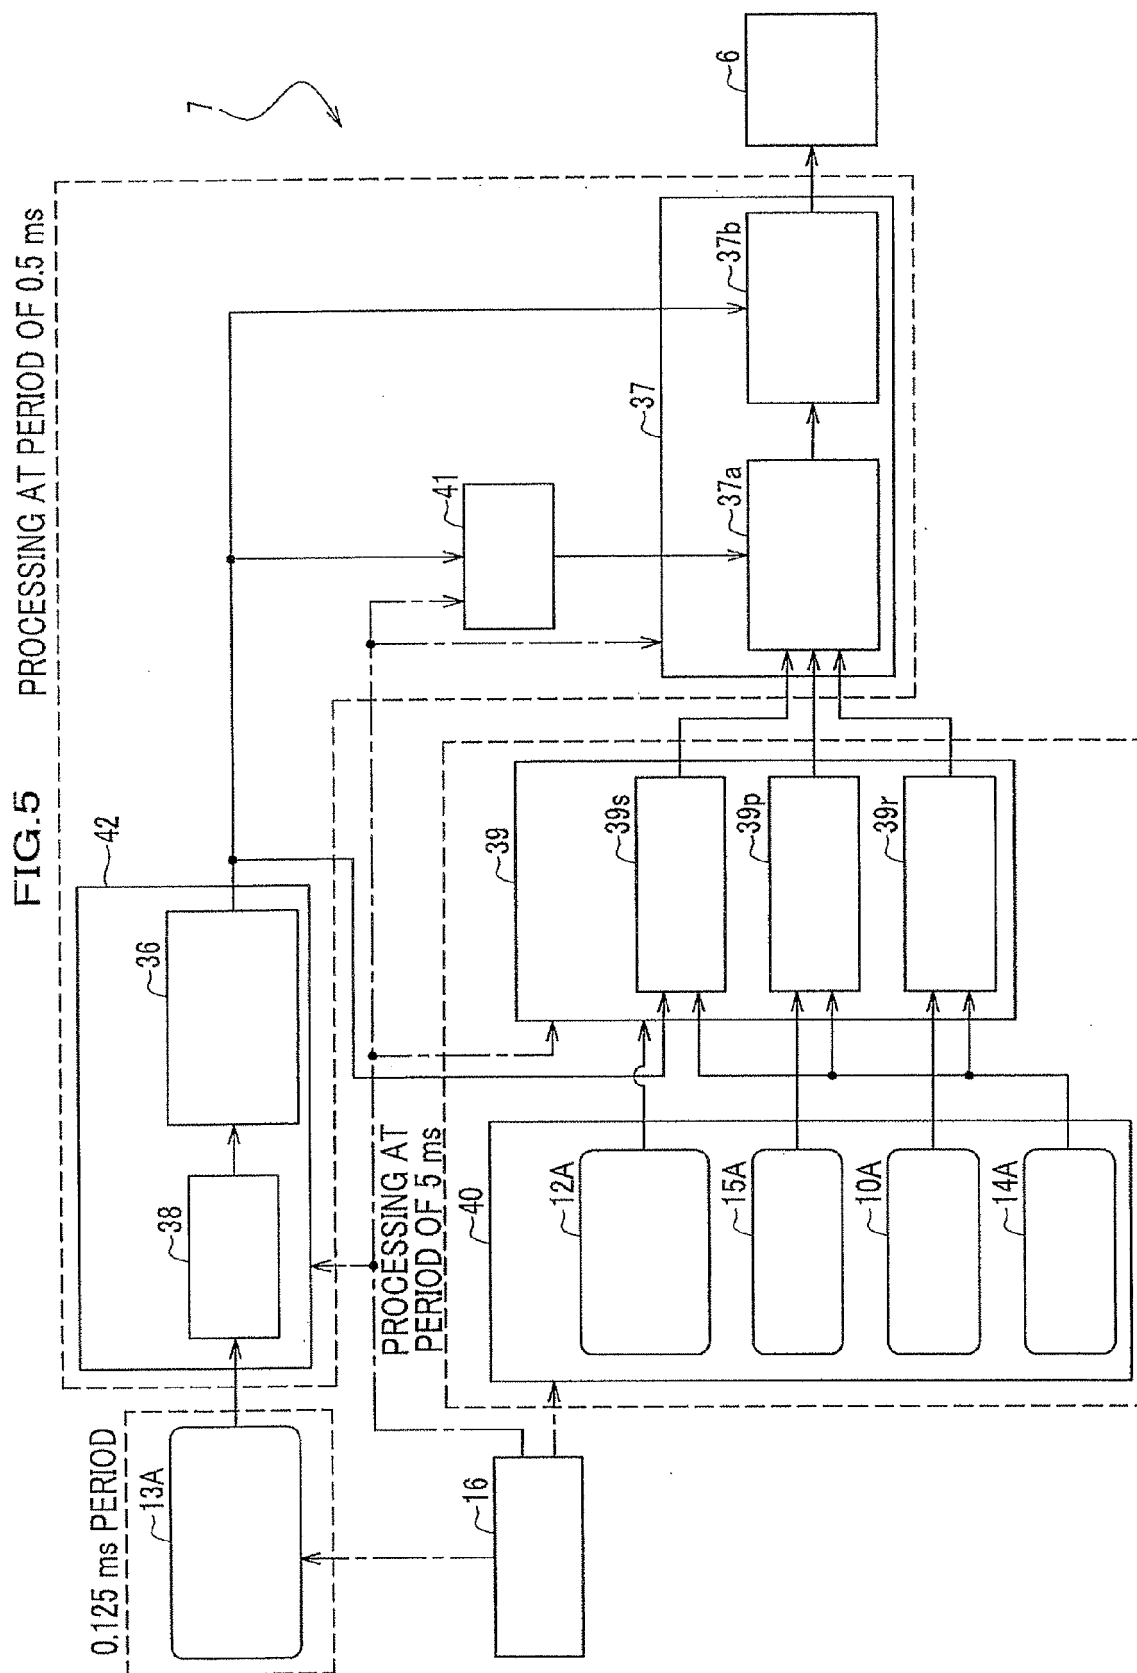 FIG.5
PROCESSING AT PERIOD OF 0.5 ms
7
0.125 ms PERIOD
13A
42
38
36
16
PROCESSING AT
PERIOD OF 5 ms
41
40
12A
15A
10A
14A
39
39s
39p
39r
37
37a
37b
6